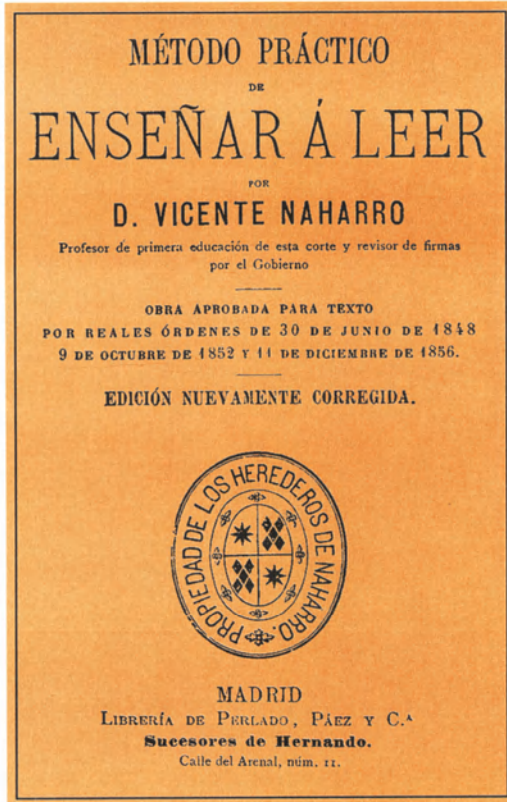 MÉTODO PRÁCTICO
DE
ENSEÑAR Á LEER
POR
D. VICENTE NAHARRO
Profesor de primera educación de esta corte y revisor de firmas
por el Gobierno
OBRA APROBADA PARA TEXTO
POR REALES ÓRDENES DE 30 DE JUNIO DE 1848
9 DE OCTUBRE DE 1852 Y 11 DE DICIEMBRE DE 1856.
EDICIÓN NUEVAMENTE CORREGIDA.
PROPIEDAD DE LOS HEREDEROS DE NAHARRO.
MADRID
LIBRERÍA DE PERLADO, PÁEZ Y C.ᴬ
Sucesores de Hernando.
Calle del Arenal, núm. 11.